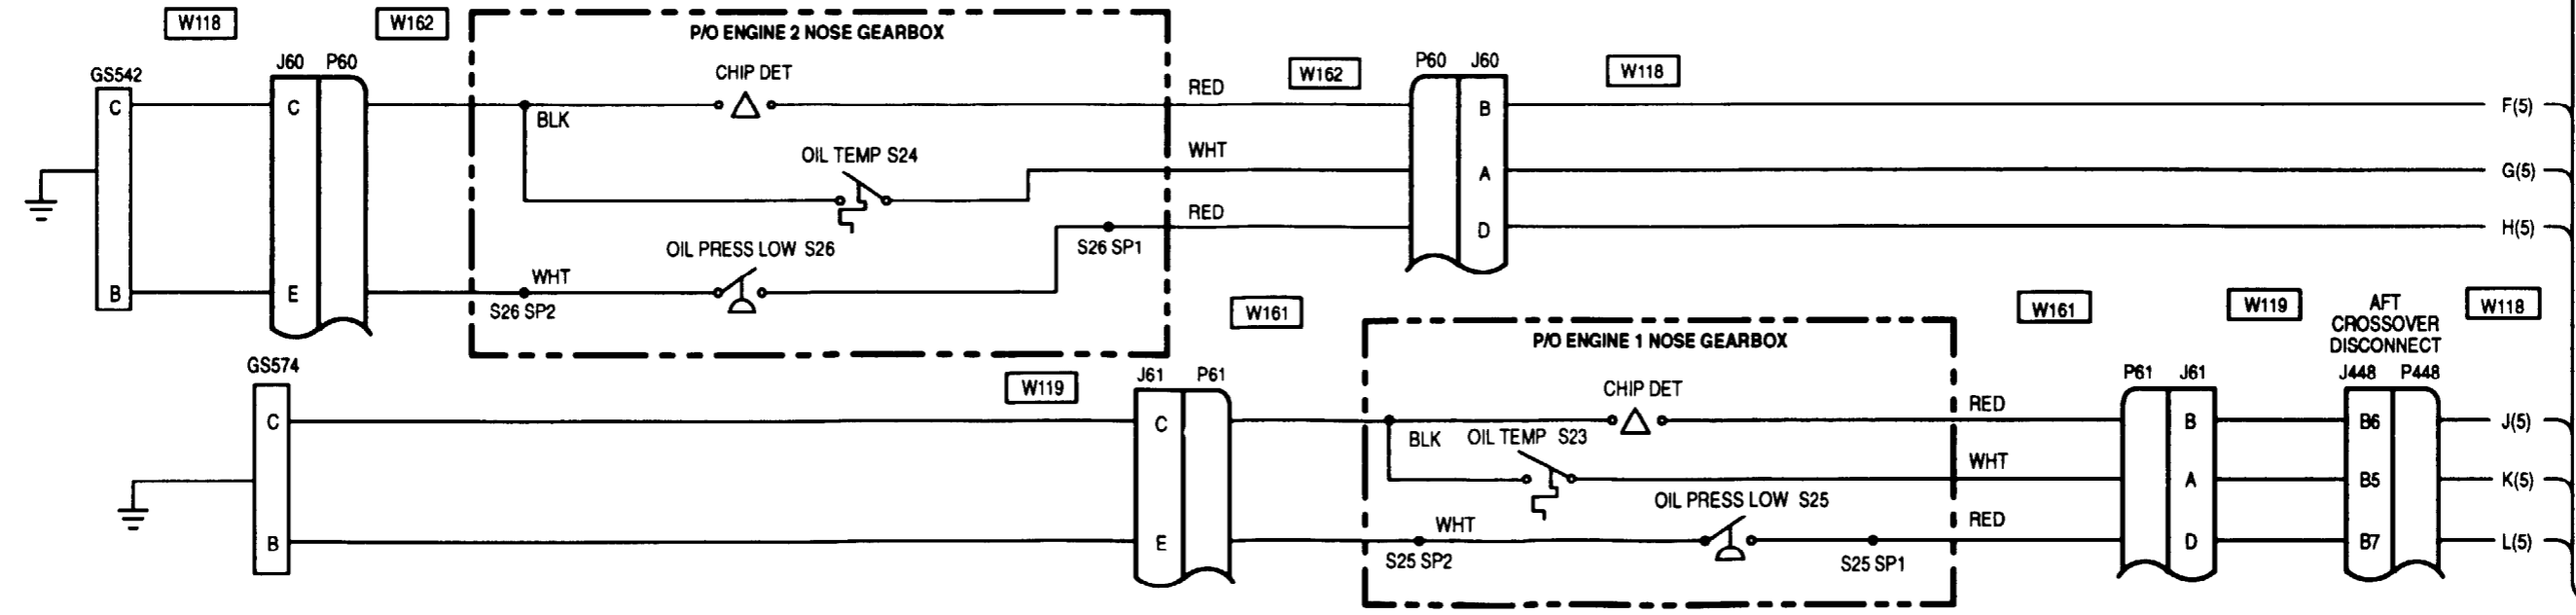 W118
W162
P/O ENGINE 2 NOSE GEARBOX
GS542
J60
P60
CHIP DET
RED
W162
P60
J60
W118
C
C
BLK
B
F(5)
OIL TEMP S24
WHT
A
G(5)
OIL PRESS LOW S26
S26 SP1
RED
D
H(5)
B
E
WHT
S26 SP2
W161
P/O ENGINE 1 NOSE GEARBOX
W161
W119
AFT
CROSSOVER
DISCONNECT
W118
GS574
W119
J61
P61
CHIP DET
P61
J61
J448
P448
C
C
BLK
OIL TEMP S23
RED
B
B6
J(5)
WHT
A
B5
K(5)
OIL PRESS LOW S25
B
E
WHT
S25 SP2
S25 SP1
RED
D
B7
L(5)